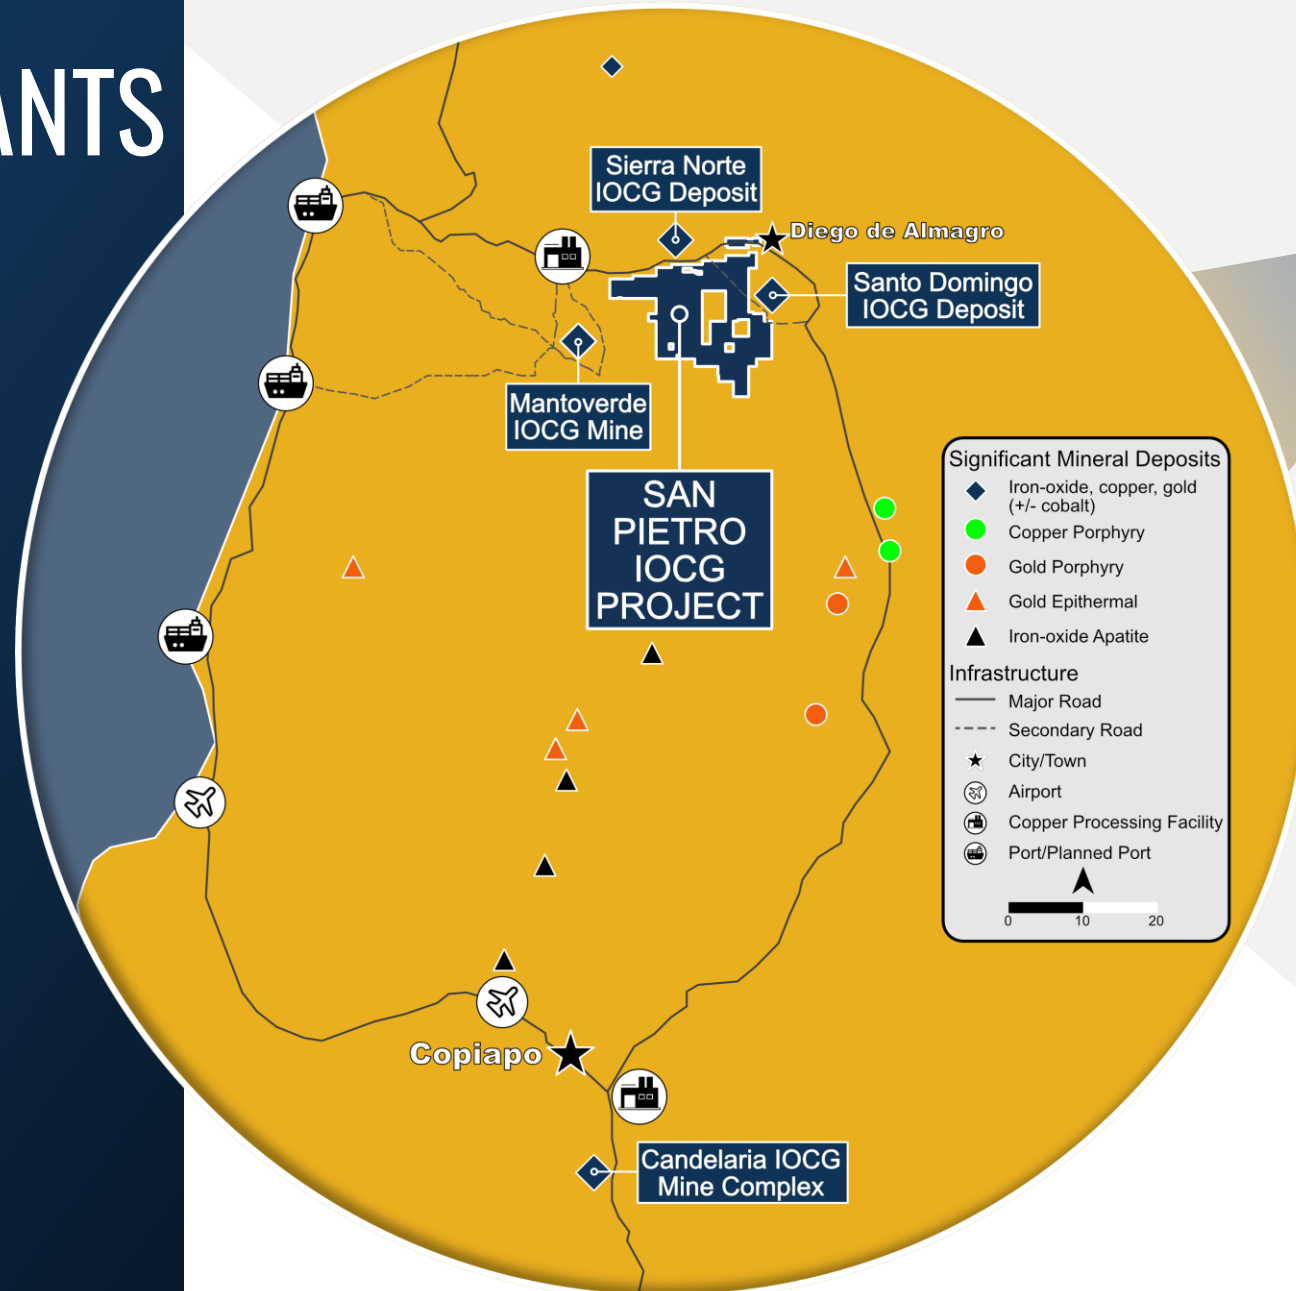 ANTS
Sierra Norte
IOCG Deposit
Diego de Almagro
Santo Domingo
IOCG Deposit
Mantoverde
IOCG Mine
SAN
PIETRO
IOCG
PROJECT
Significant Mineral Deposits
Iron-oxide, copper, gold
(+/- cobalt)
Copper Porphyry
Gold Porphyry
Gold Epithermal
Iron-oxide Apatite
Infrastructure
Major Road
Secondary Road
City/Town
Airport
Copper Processing Facility
Port/Planned Port
0 10 20
Copiapo
Candelaria IOCG
Mine Complex